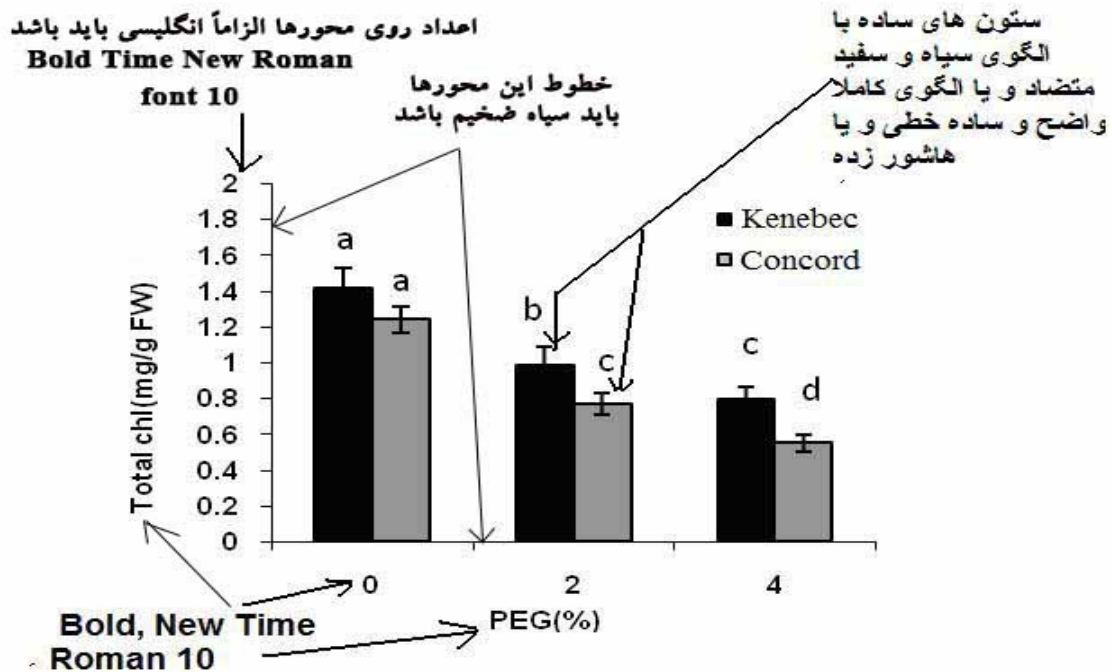 اعداد روی محورها الزاماً انگلیسی باید باشد
Bold Time New Roman
font 10
خطوط این محورها
باید سیاه ضخیم باشد
ستون های ساده با
الگوی سیاه و سفید
متضاد و یا الگوی کاملا
واضح و ساده خطی و یا
هاشور زده
Kenebec
Concord
Total chl(mg/g FW)
2
1.8
1.6
1.4
1.2
1
0.8
0.6
0.4
0.2
0
a
a
b
c
c
d
0
2
4
PEG(%)
Bold, New Time
Roman 10